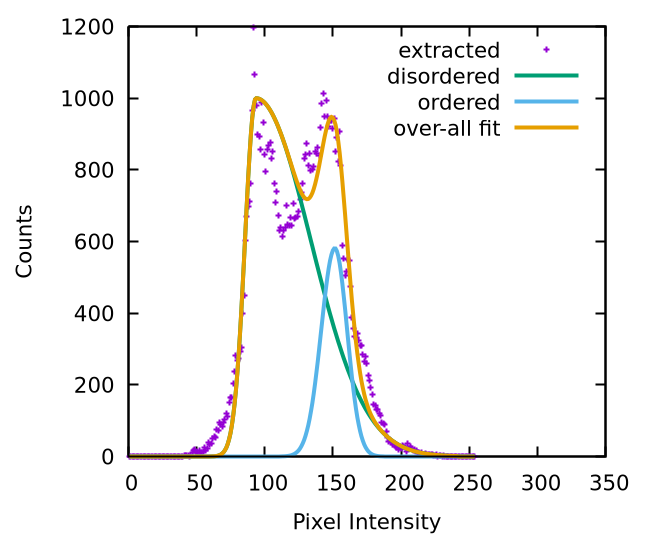 1200
1000
800
600
400
200
0
Counts
extracted
disordered
ordered
over-all fit
0 50 100 150 200 250 300 350
Pixel Intensity